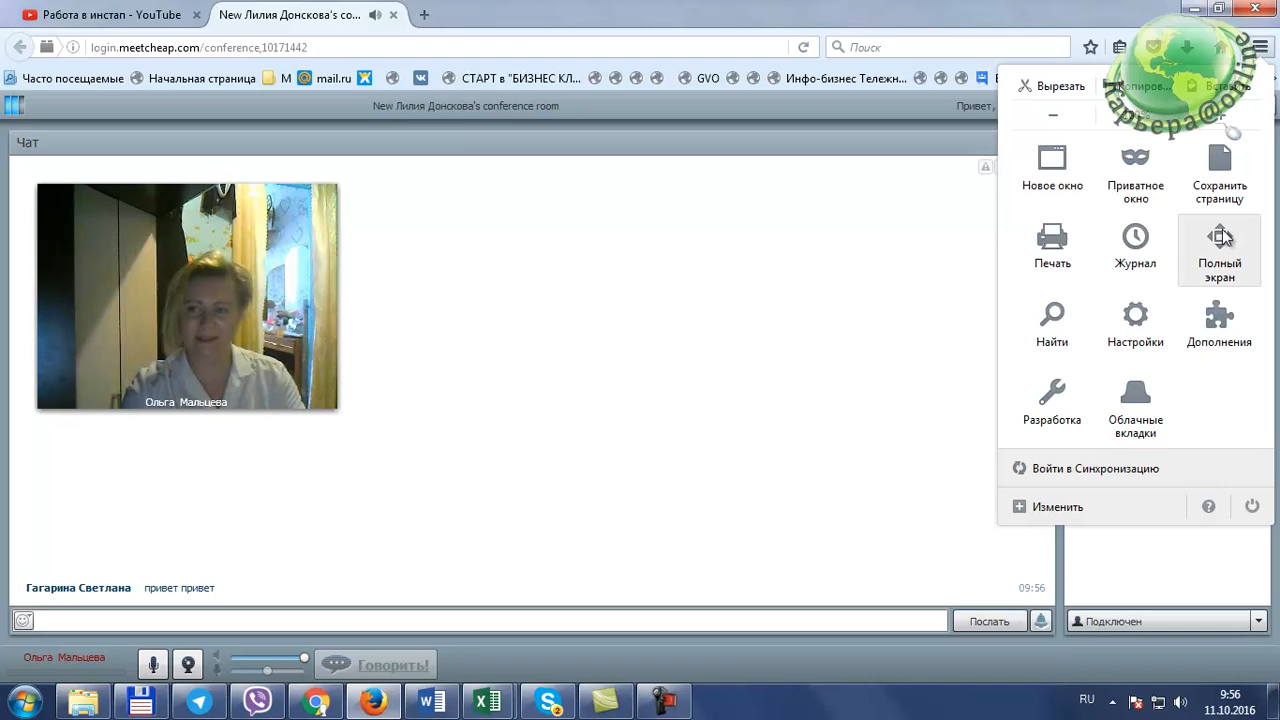 Работа в инстап - YouTube
New Лилия Донскова's co...
login.meetcheap.com/conference,10171442
Поиск
Часто посещаемые
Начальная страница
М
mail.ru
СТАРТ в "БИЗНЕС КЛ...
GVO
Инфо-бизнес Тележн...
New Лилия Донскова's conference room
Привет,
Чат
Вырезать
Копиров...
Вставить
карьера@online
Новое окно
Приватное
окно
Сохранить
страницу
Печать
Журнал
Полный
экран
Найти
Настройки
Дополнения
Разработка
Облачные
вкладки
Войти в Синхронизацию
Изменить
Ольга Мальцева
Гагарина Светлана привет привет 09:56
Послать
Подключен
Ольга Мальцева
Говорить!
RU
9:56
11.10.2016